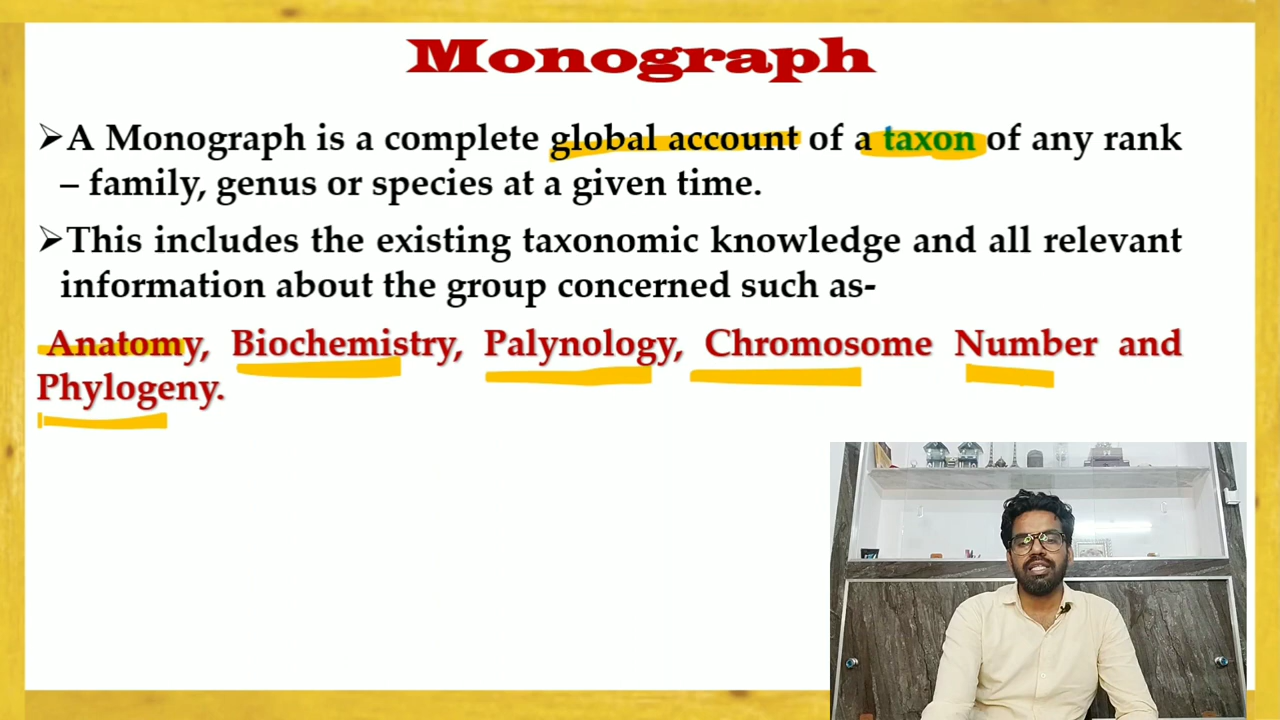 Monograph
➢A Monograph is a complete global account of a taxon of any rank
– family, genus or species at a given time.
➢This includes the existing taxonomic knowledge and all relevant
information about the group concerned such as-
Anatomy, Biochemistry, Palynology, Chromosome Number and
Phylogeny.